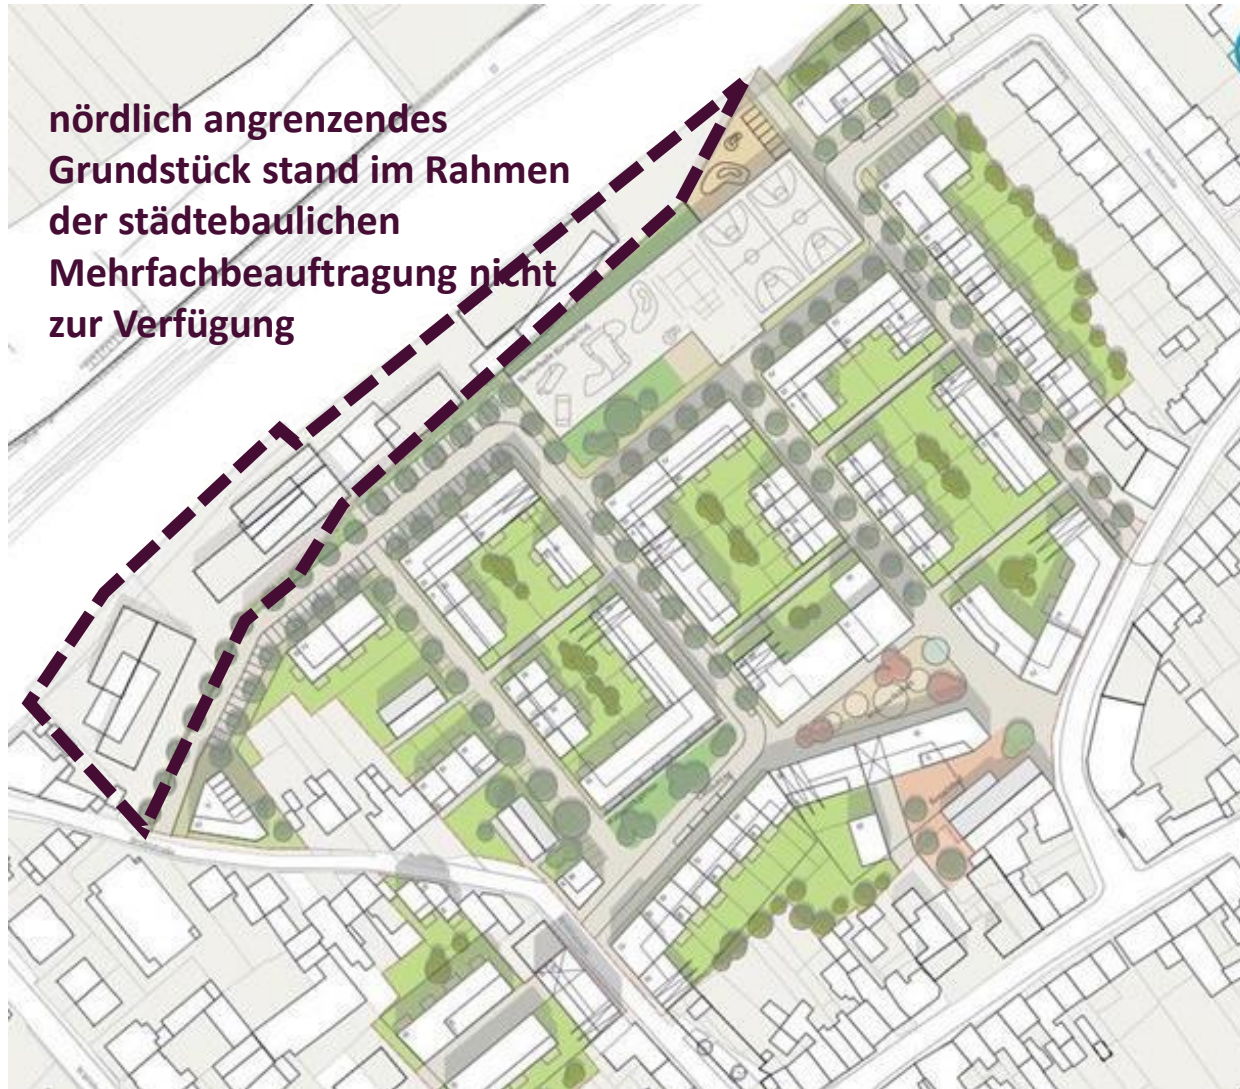 nördlich angrenzendes
Grundstück stand im Rahmen
der städtebaulichen
Mehrfachbeauftragung nicht
zur Verfügung